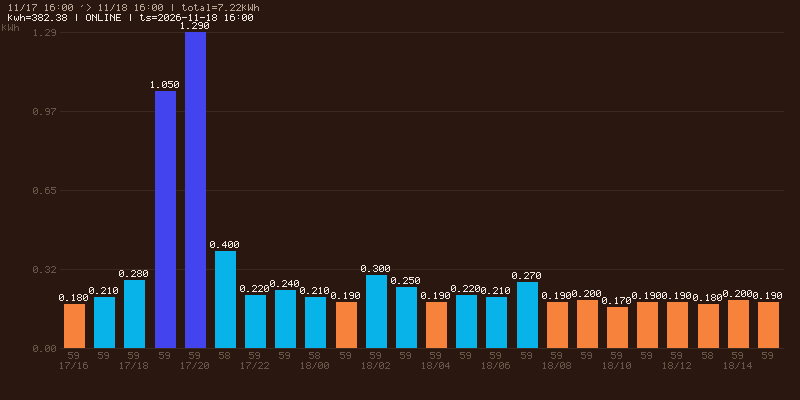 11/17 16:00 -> 11/18 16:00 | total=7.22kWh
Kwh=382.38 | ONLINE | ts=2026-11-18 16:00
kWh
1.29
0.97
0.65
0.32
0.00
0.180 0.210 0.280 1.050 1.290 0.400 0.220 0.240 0.210 0.190 0.300 0.250 0.190 0.220 0.210 0.270 0.190 0.200 0.170 0.190 0.190 0.180 0.200 0.190
59 59 59 59 59 58 59 59 58 59 59 59 59 59 59 59 59 59 59 59 59 58 59 59
17/16 17/18 17/20 17/22 18/00 18/02 18/04 18/06 18/08 18/10 18/12 18/14